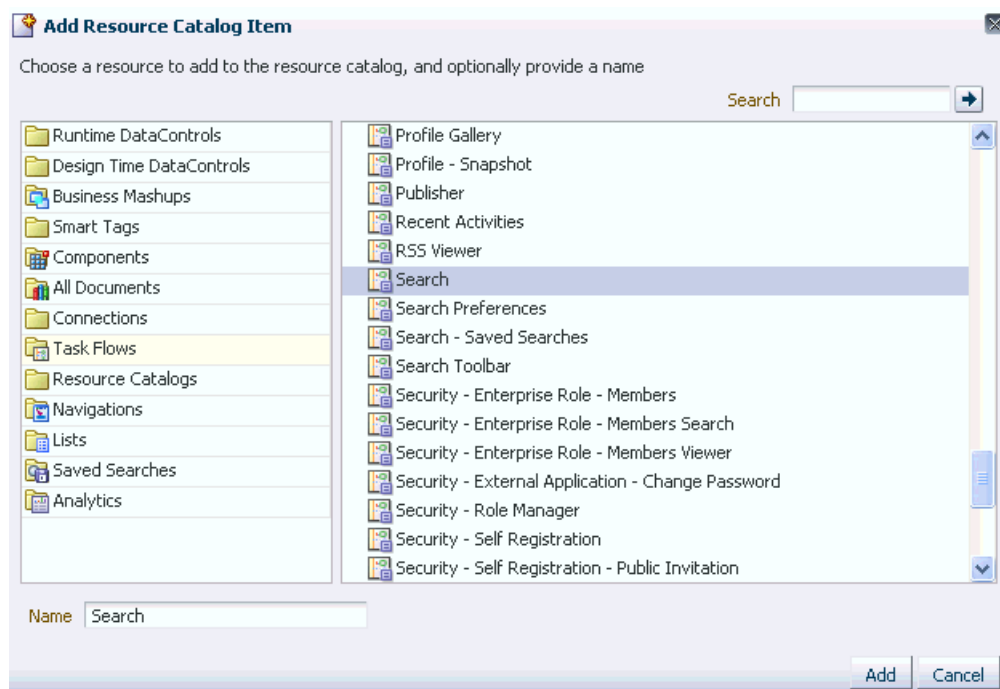 Add Resource Catalog Item
Choose a resource to add to the resource catalog, and optionally provide a name
Search
Runtime DataControls
Design Time DataControls
Business Mashups
Smart Tags
Components
All Documents
Connections
Task Flows
Resource Catalogs
Navigations
Lists
Saved Searches
Analytics
Profile Gallery
Profile - Snapshot
Publisher
Recent Activities
RSS Viewer
Search
Search Preferences
Search - Saved Searches
Search Toolbar
Security - Enterprise Role - Members
Security - Enterprise Role - Members Search
Security - Enterprise Role - Members Viewer
Security - External Application - Change Password
Security - Role Manager
Security - Self Registration
Security - Self Registration - Public Invitation
Name Search
Add Cancel